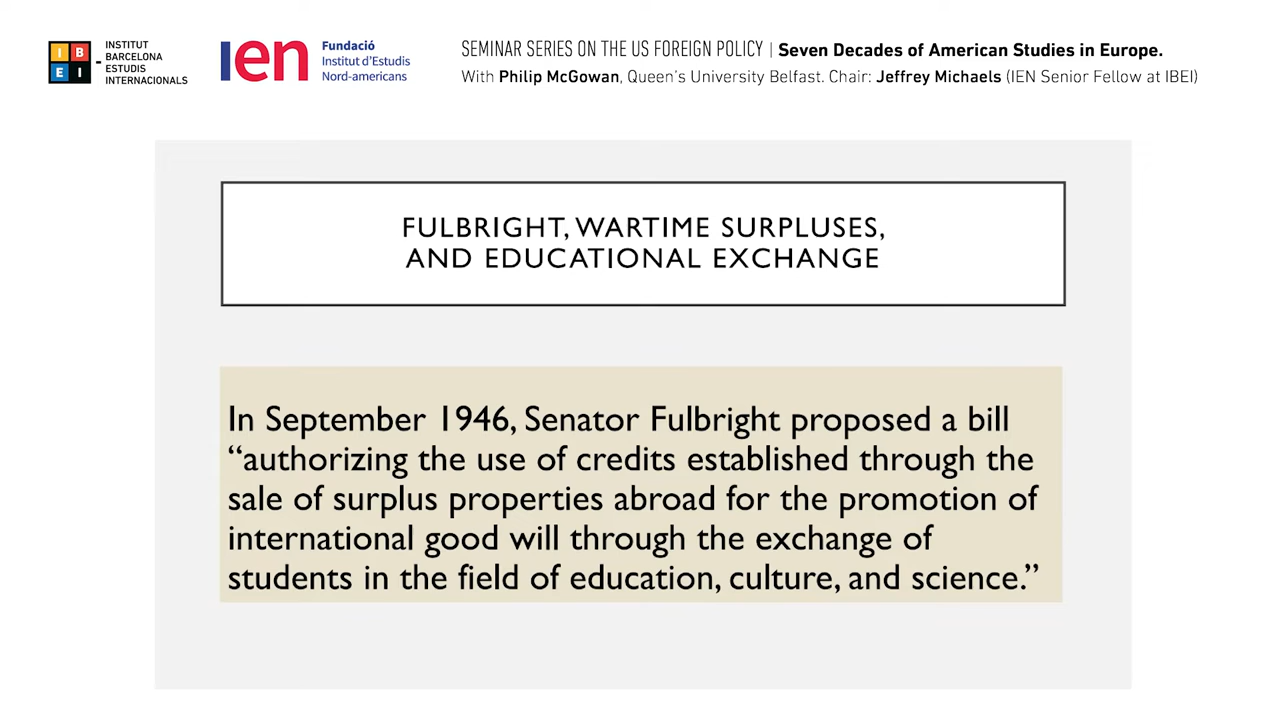 IB
EI
INSTITUT
BARCELONA
ESTUDIS
INTERNACIONALS
ien
Fundació
Institut d'Estudis
Nord-americans
SEMINAR SERIES ON THE US FOREIGN POLICY | Seven Decades of American Studies in Europe.
With Philip McGowan, Queen's University Belfast. Chair: Jeffrey Michaels (IEN Senior Fellow at IBEI)
FULBRIGHT, WARTIME SURPLUSES,
AND EDUCATIONAL EXCHANGE
In September 1946, Senator Fulbright proposed a bill
“authorizing the use of credits established through the
sale of surplus properties abroad for the promotion of
international good will through the exchange of
students in the field of education, culture, and science.”